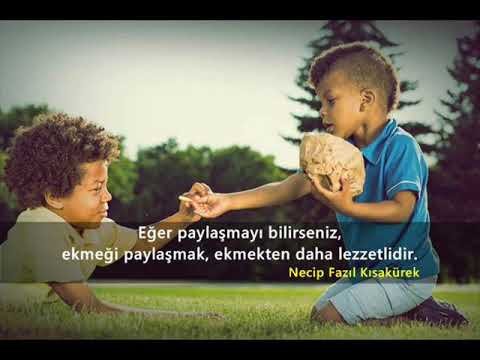 Eğer paylaşmayı bilirseniz,
ekmeği paylaşmak, ekmekten daha lezzetlidir.
Necip Fazıl Kısakürek